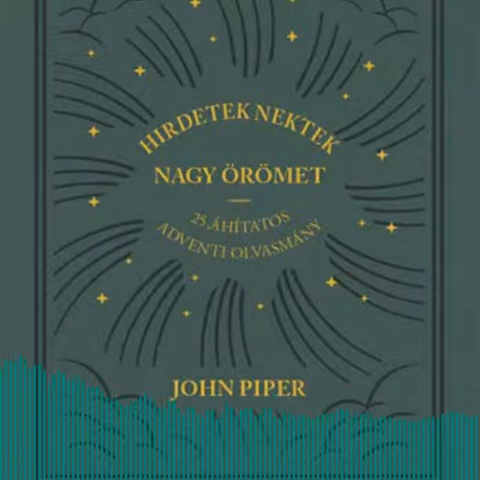 HIRDETEK NEKTEK
NAGY ÖRÖMET
25 ÁHÍTATOS
ADVENTI OLVASMÁNY
JOHN PIPER